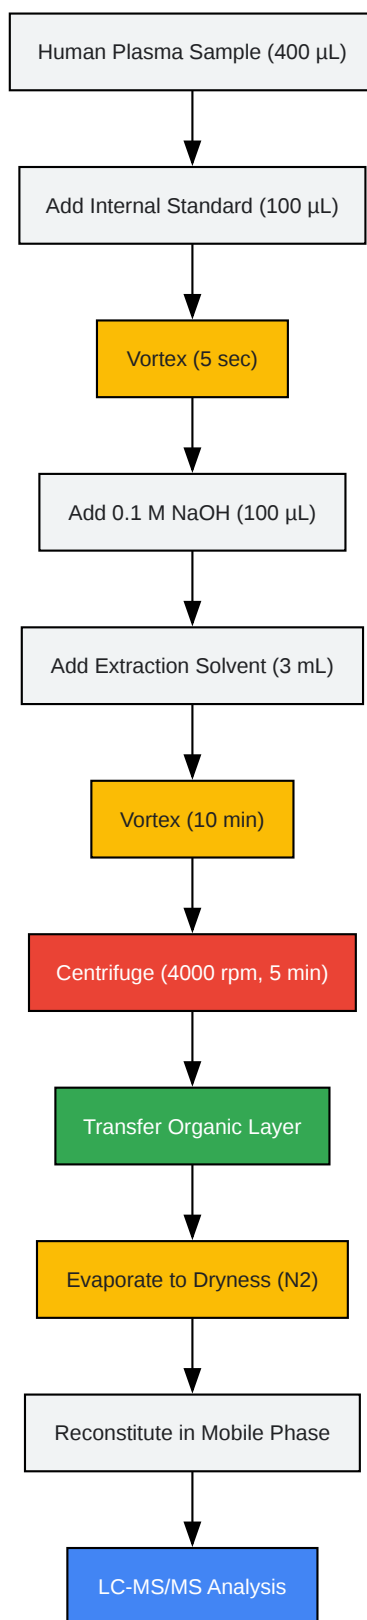 Human Plasma Sample (400 µL)
Add Internal Standard (100 µL)
Vortex (5 sec)
Add 0.1 M NaOH (100 µL)
Add Extraction Solvent (3 mL)
Vortex (10 min)
Centrifuge (4000 rpm, 5 min)
Transfer Organic Layer
Evaporate to Dryness (N2)
Reconstitute in Mobile Phase
LC-MS/MS Analysis